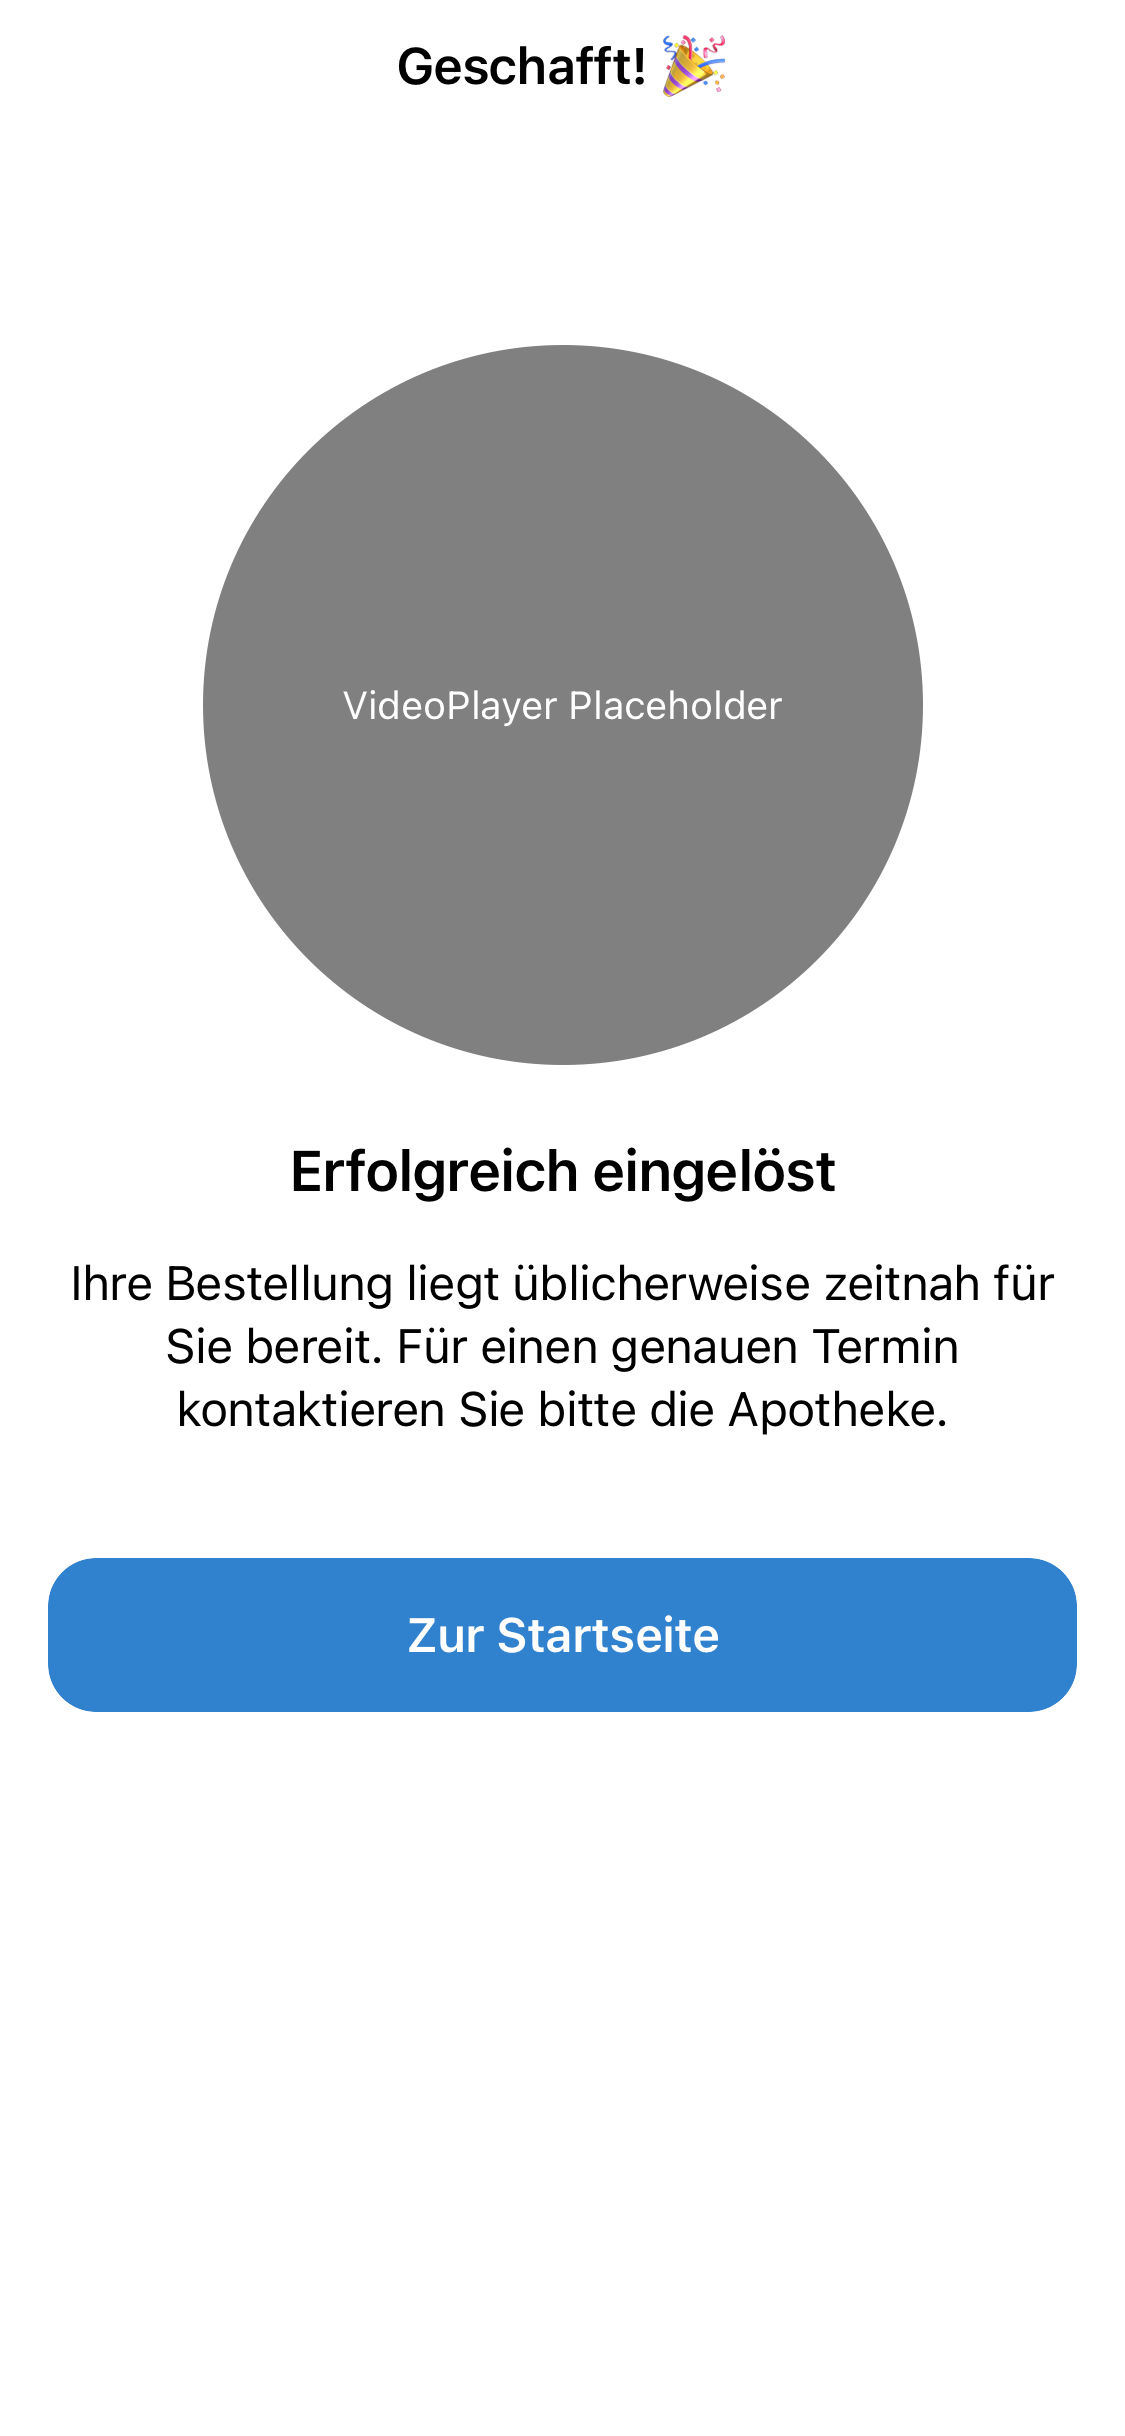 Geschafft! 🎉
VideoPlayer Placeholder
Erfolgreich eingelöst
Ihre Bestellung liegt üblicherweise zeitnah für
Sie bereit. Für einen genauen Termin
kontaktieren Sie bitte die Apotheke.
Zur Startseite